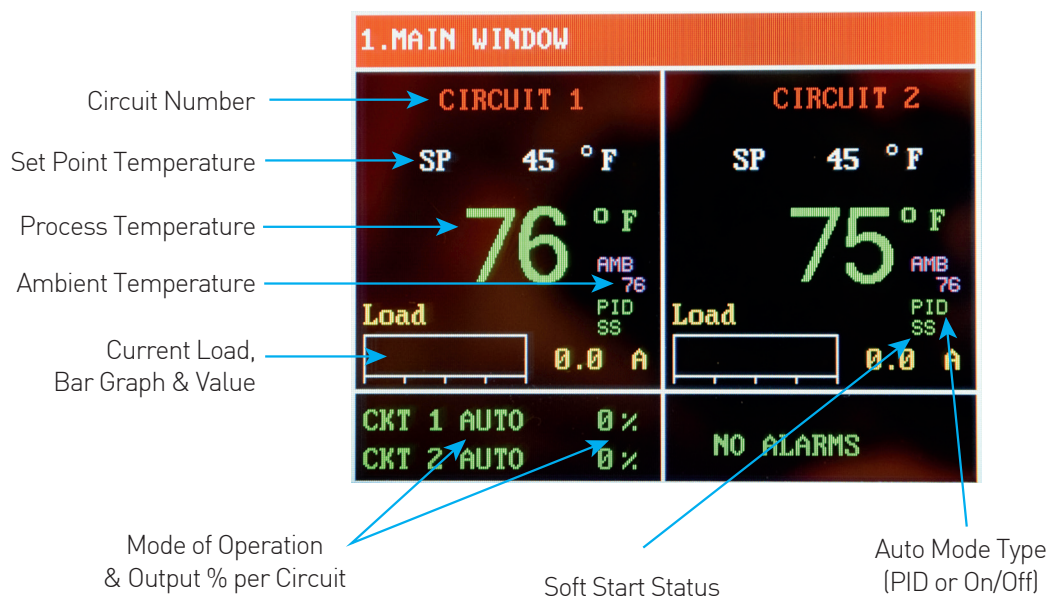 1.MAIN WINDOW
Circuit Number
CIRCUIT 1
CIRCUIT 2
Set Point Temperature
SP 45 °F
SP 45 °F
Process Temperature
76 °F
75 °F
Ambient Temperature
AMB
76
AMB
76
Load
PID
SS
Load
PID
SS
Current Load,
Bar Graph & Value
0.0 A
0.0 A
CKT 1 AUTO 0%
CKT 2 AUTO 0%
NO ALARMS
Mode of Operation
& Output % per Circuit
Soft Start Status
Auto Mode Type
(PID or On/Off)